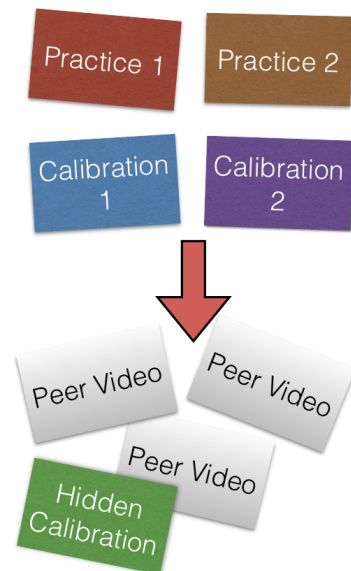 Practice 1
Practice 2
Calibration
1
Calibration
2
Peer Video
Peer Video
Peer Video
Hidden
Calibration